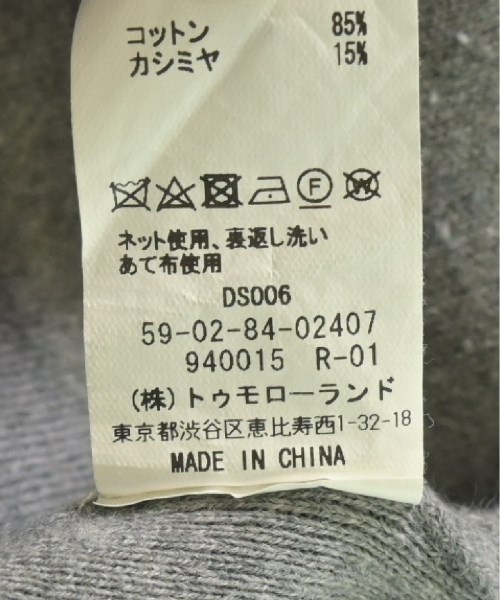 コットン 85%
カシミヤ 15%
F W
ネット使用、裏返し洗い
あて布使用
DS006
59-02-84-02407
940015 R-01
(株)トゥモローランド
東京都渋谷区恵比寿西1-32-18
MADE IN CHINA